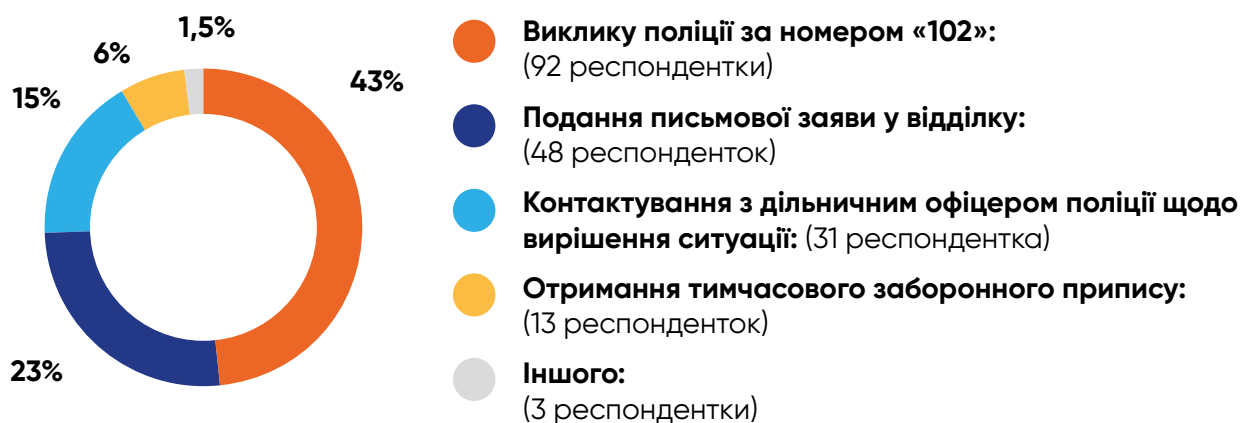 1,5%
6%
43%
15%
23%
Виклику поліції за номером «102»:
(92 респондентки)
Подання письмової заяви у відділку:
(48 респонденток)
Контактування з дільничним офіцером поліції щодо
вирішення ситуації: (31 респондентка)
Отримання тимчасового заборонного припису:
(13 респонденток)
Іншого:
(3 респондентки)